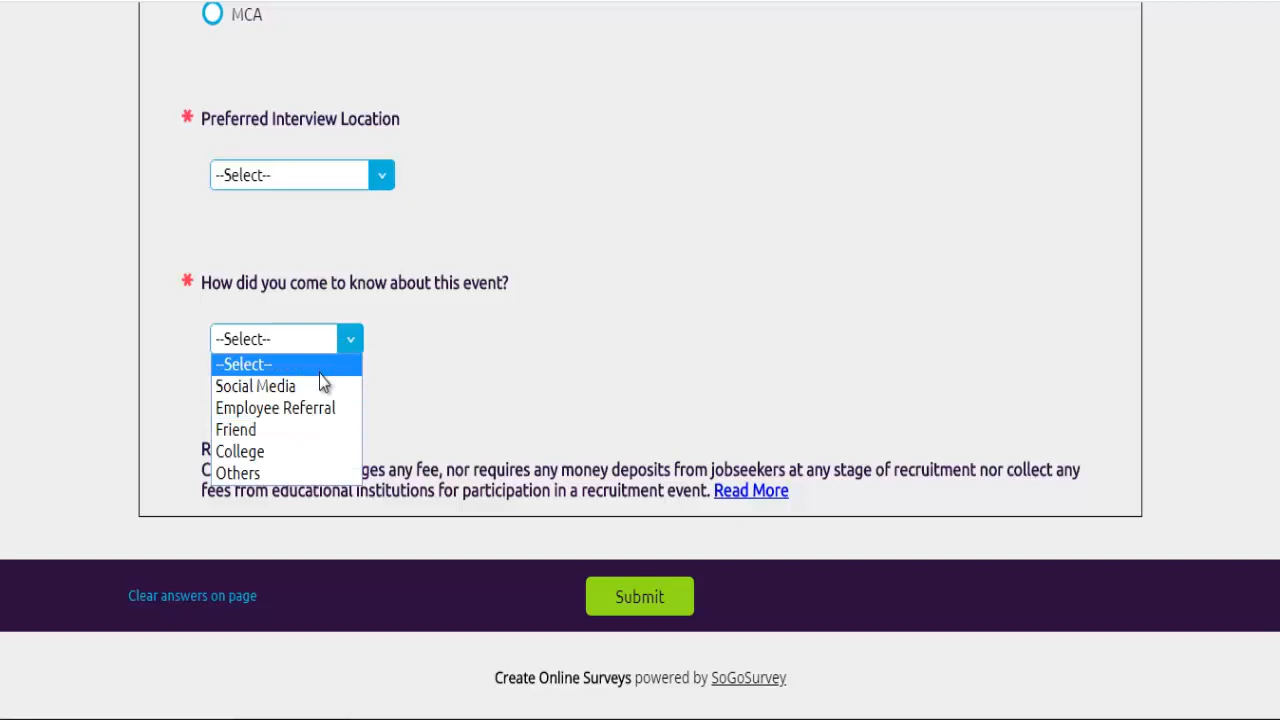 MCA
* Preferred Interview Location
--Select--
* How did you come to know about this event?
--Select--
--Select--
Social Media
Employee Referral
Friend
College
Others
R
C ges any fee, nor requires any money deposits from jobseekers at any stage of recruitment nor collect any
fees from educational institutions for participation in a recruitment event. Read More
Clear answers on page
Submit
Create Online Surveys powered by SoGoSurvey